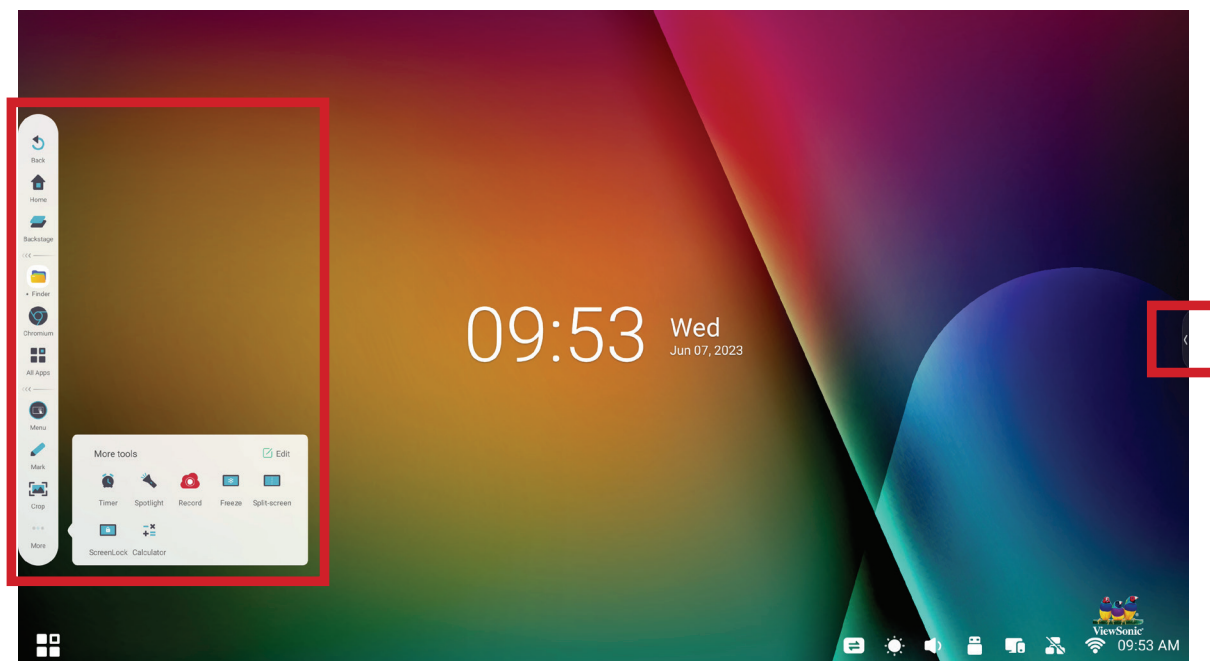 Back
Home
Backstage
Finder
Chromium
All Apps
Menu
Mark
Crop
More
More tools
Edit
Timer Spotlight Record Freeze Split-screen
ScreenLock Calculator
09:53
Wed
Jun 07, 2023
ViewSonic
09:53 AM